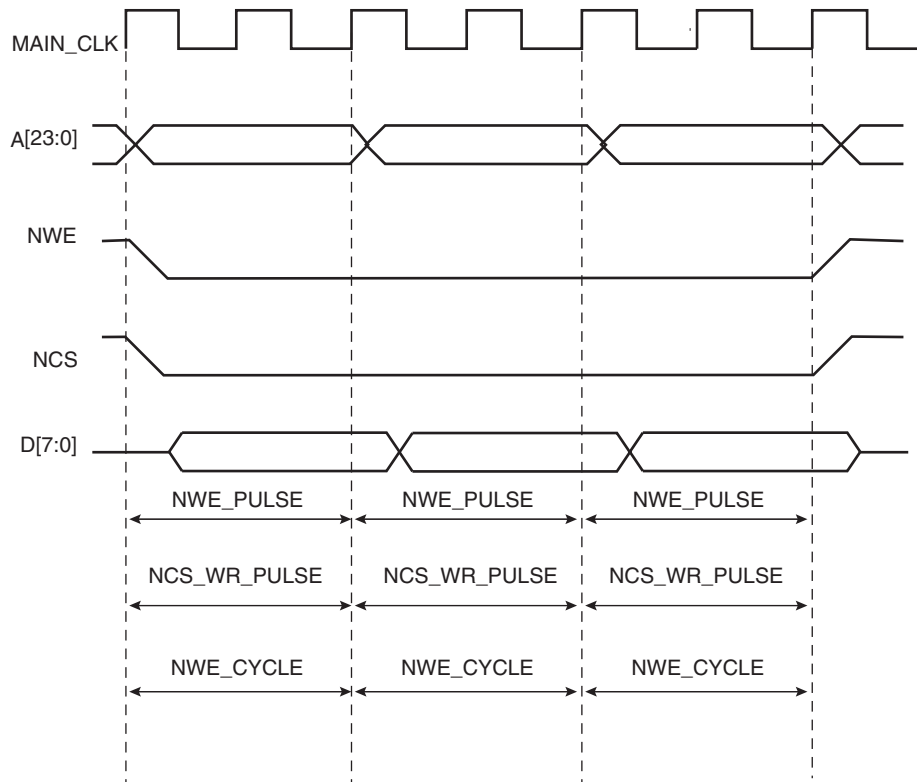 MAIN_CLK
A[23:0]
NWE
NCS
D[7:0]
NWE_PULSE NWE_PULSE NWE_PULSE
NCS_WR_PULSE NCS_WR_PULSE NCS_WR_PULSE
NWE_CYCLE NWE_CYCLE NWE_CYCLE